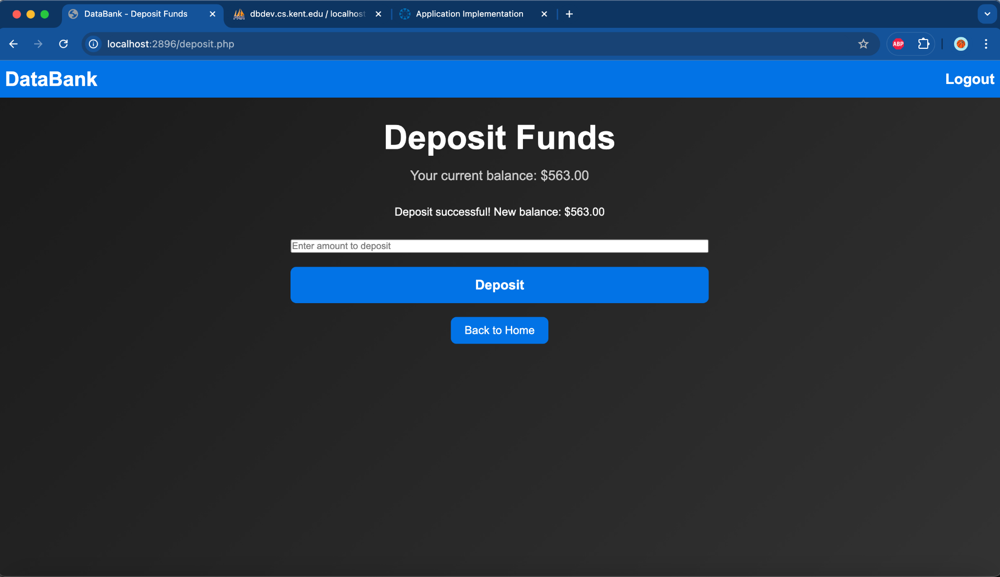 DataBank - Deposit Funds
dbdev.cs.kent.edu / localhost
Application Implementation
localhost:2896/deposit.php
ABP
DataBank
Logout
Deposit Funds
Your current balance: $563.00
Deposit successful! New balance: $563.00
Enter amount to deposit
Deposit
Back to Home